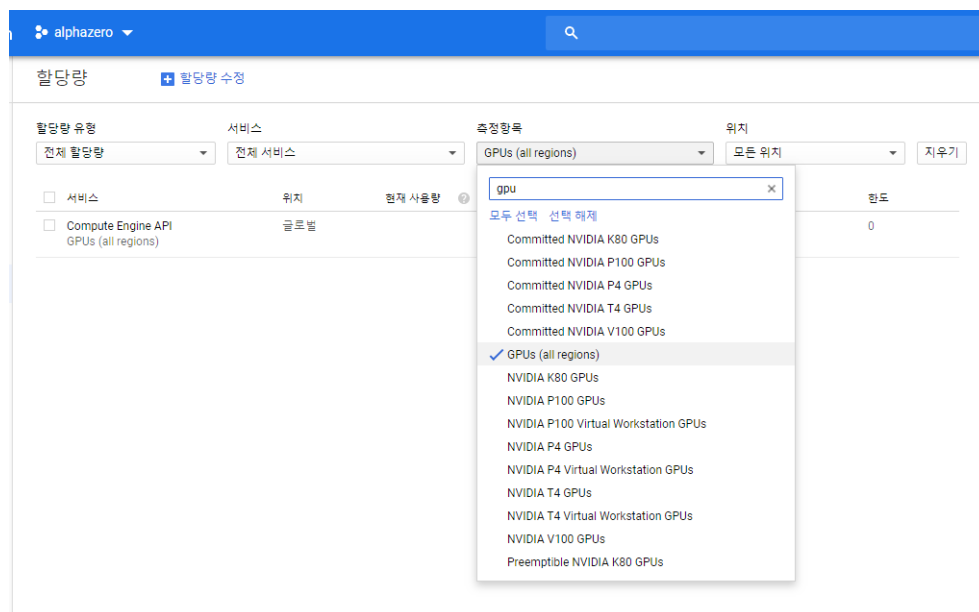 alphazero
할당량
할당량 수정
할당량 유형
서비스
측정항목
위치
전체 할당량
전체 서비스
GPUs (all regions)
모든 위치
지우기
서비스
위치
현재 사용량
한도
Compute Engine API
GPUs (all regions)
글로벌
0
gpu
모두 선택 선택 해제
Committed NVIDIA K80 GPUs
Committed NVIDIA P100 GPUs
Committed NVIDIA P4 GPUs
Committed NVIDIA T4 GPUs
Committed NVIDIA V100 GPUs
GPUs (all regions)
NVIDIA K80 GPUs
NVIDIA P100 GPUs
NVIDIA P100 Virtual Workstation GPUs
NVIDIA P4 GPUs
NVIDIA P4 Virtual Workstation GPUs
NVIDIA T4 GPUs
NVIDIA T4 Virtual Workstation GPUs
NVIDIA V100 GPUs
Preemptible NVIDIA K80 GPUs